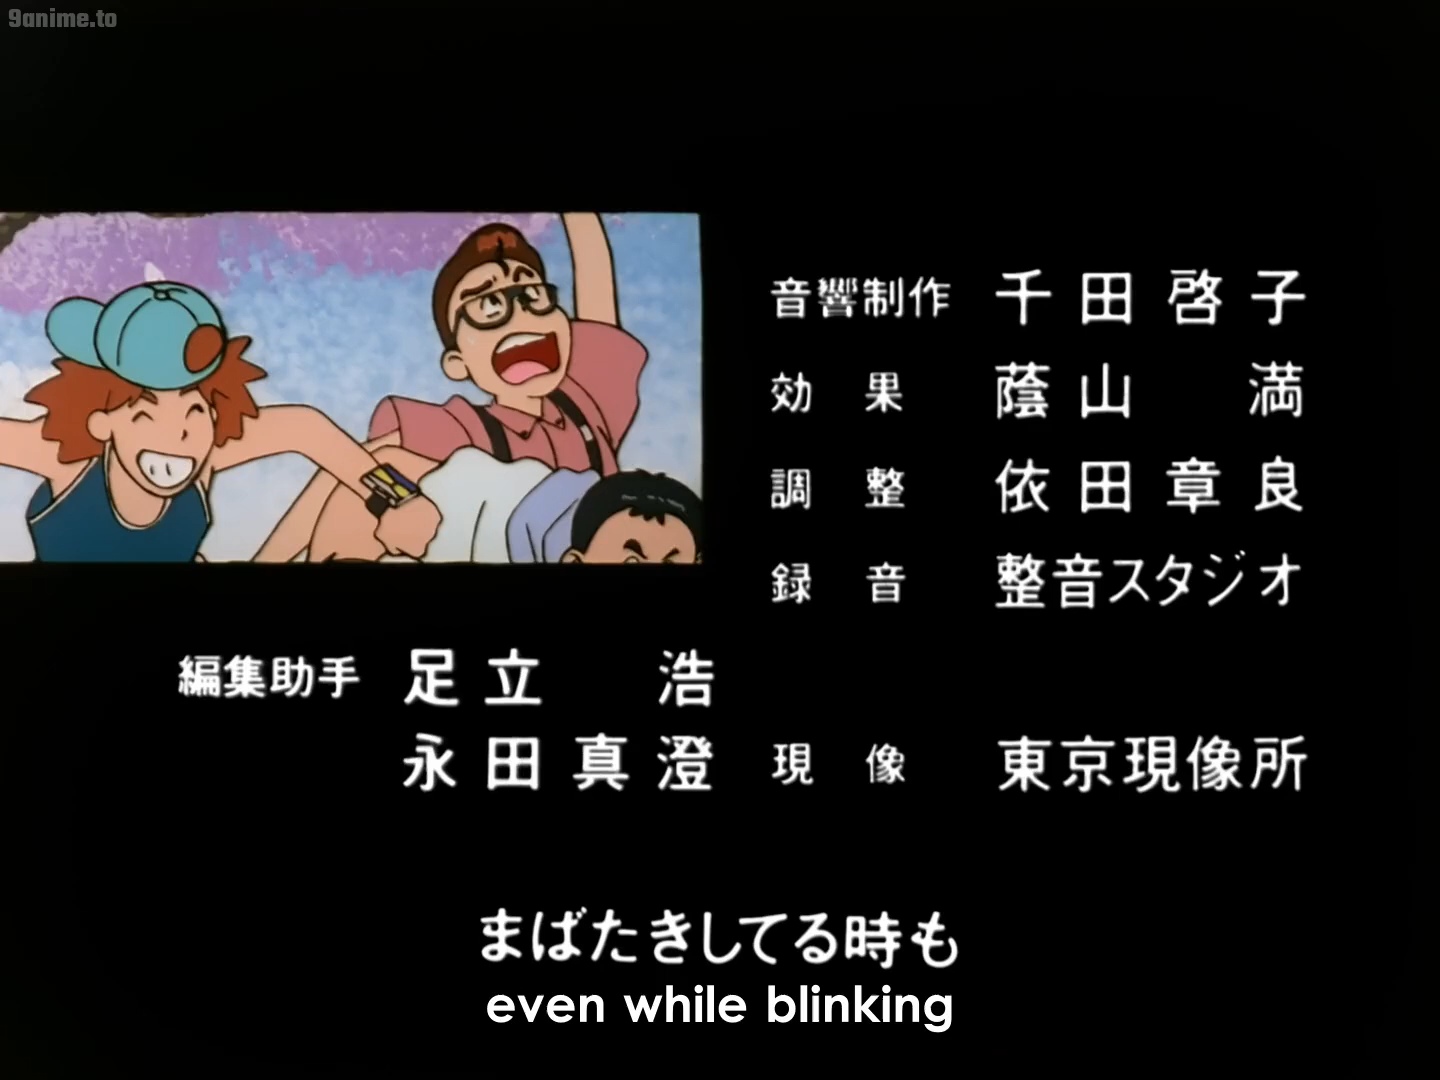 9anime.to
音響制作 千田啓子
効果 蔭山満
調整 依田章良
録音 整音スタジオ
編集助手 足立浩
永田真澄
現像 東京現像所
まばたきしてる時も
even while blinking